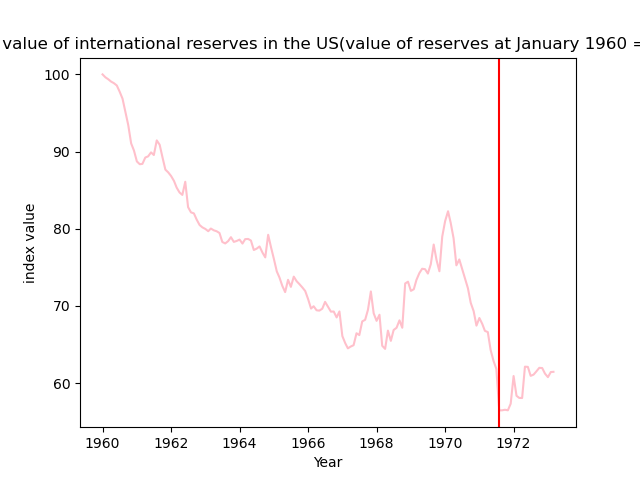 value of international reserves in the US(value of reserves at January 1960 =
100
90
80
70
60
index value
1960 1962 1964 1966 1968 1970 1972
Year